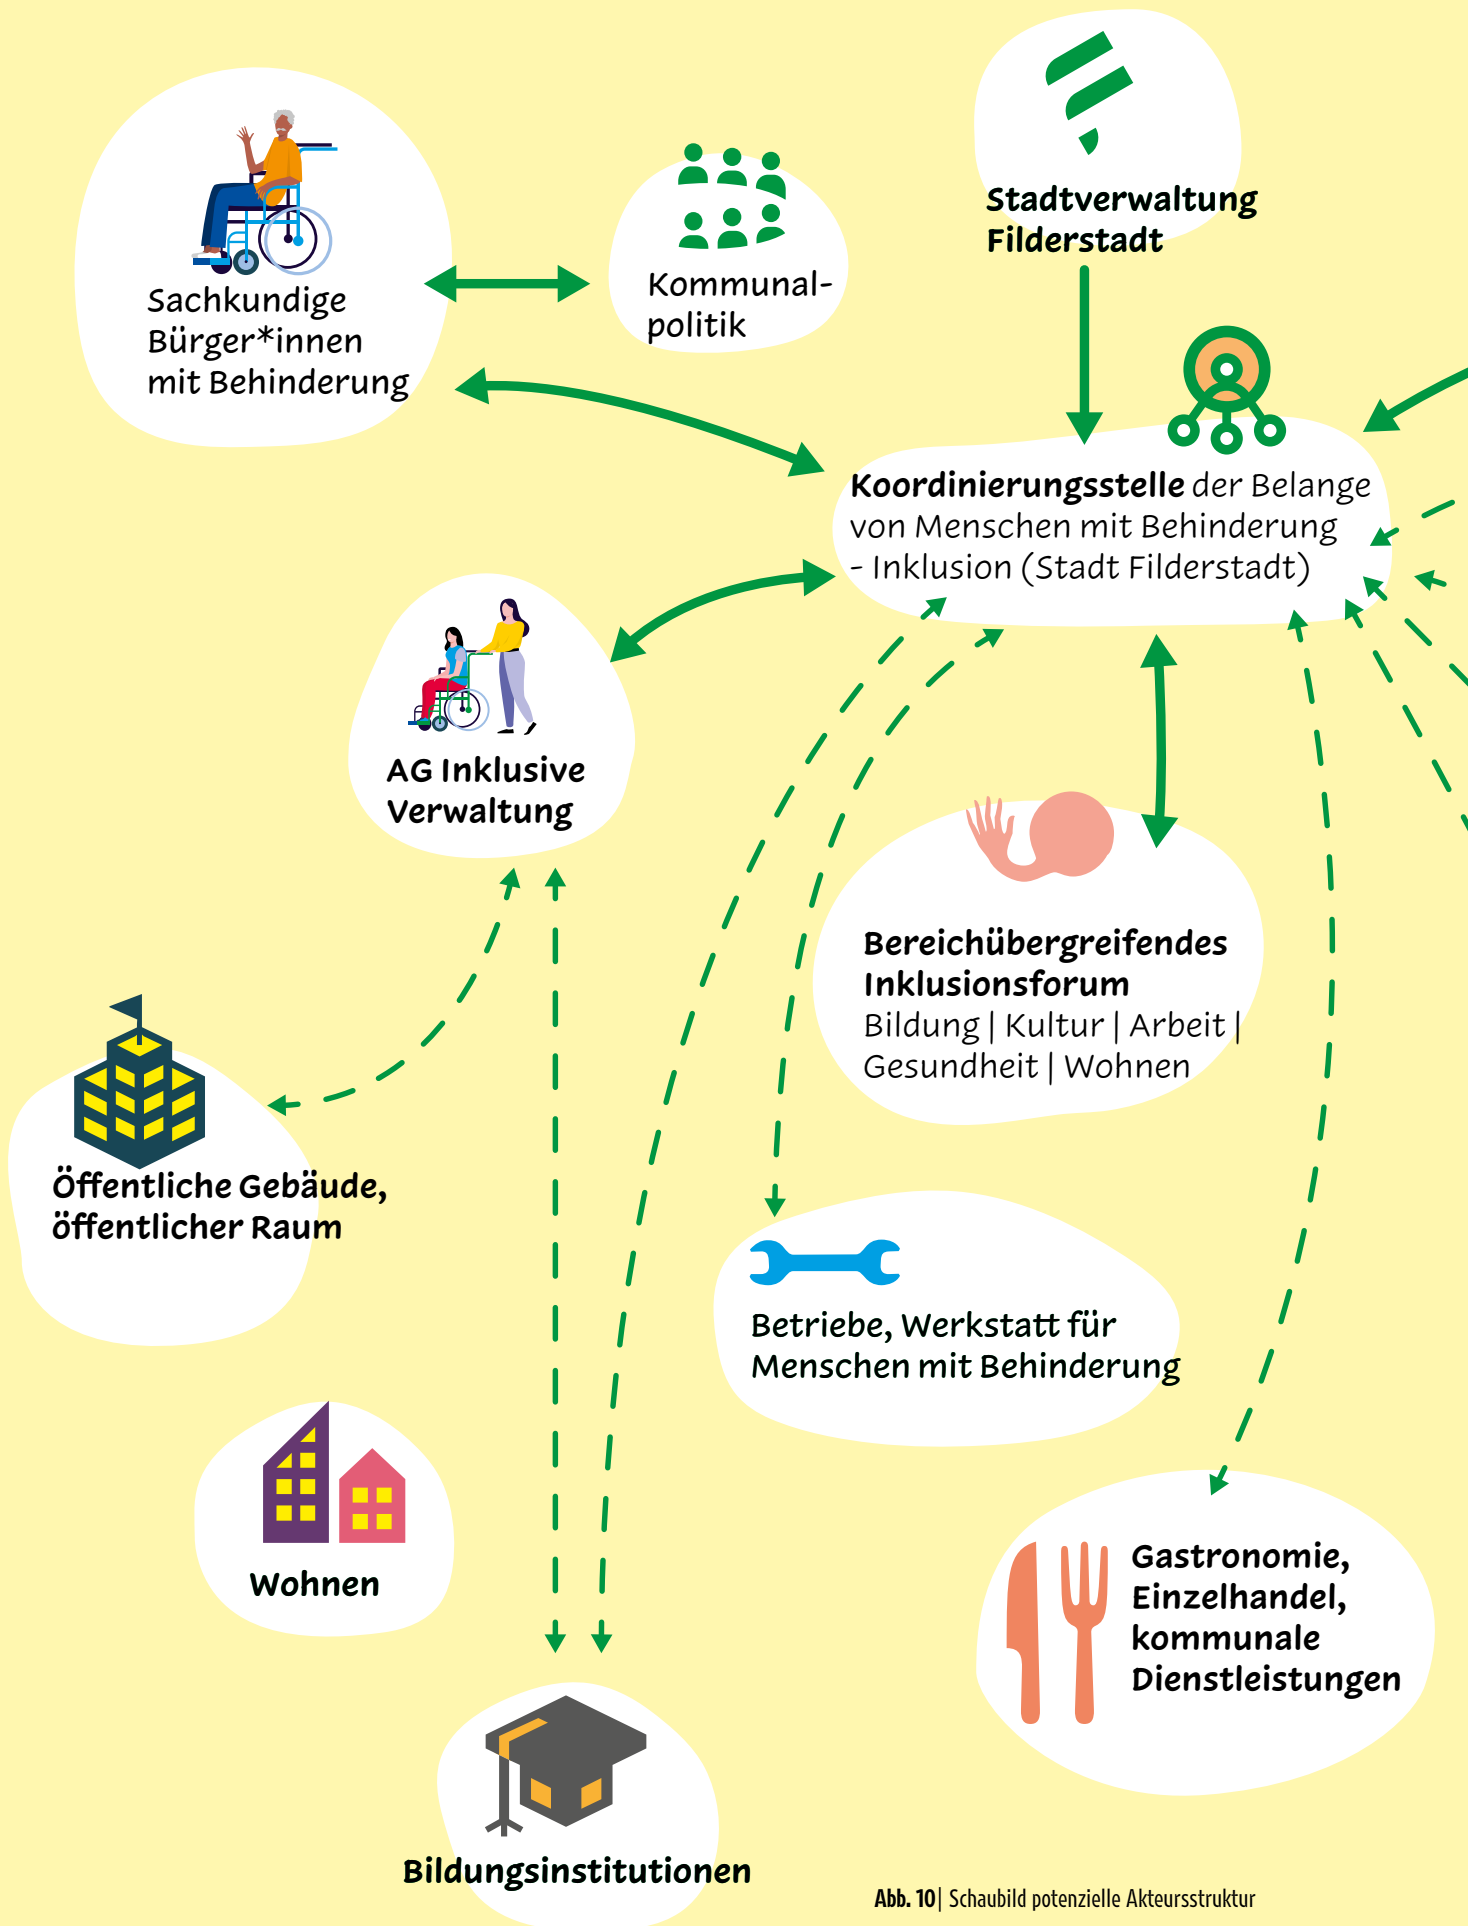 Stadtverwaltung
Filderstadt
Sachkundige
Bürger*innen
mit Behinderung
Kommunal-
politik
Koordinierungsstelle der Belange
von Menschen mit Behinderung
- Inklusion (Stadt Filderstadt)
AG Inklusive
Verwaltung
Bereichübergreifendes
Inklusionsforum
Bildung | Kultur | Arbeit |
Gesundheit | Wohnen
Öffentliche Gebäude,
öffentlicher Raum
Betriebe, Werkstatt für
Menschen mit Behinderung
Wohnen
Gastronomie,
Einzelhandel,
kommunale
Dienstleistungen
Bildungsinstitutionen
Abb. 10| Schaubild potenzielle Akteursstruktur